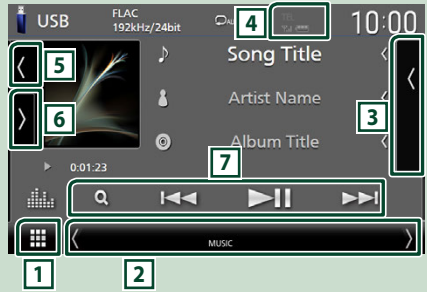 USB
FLAC
192kHz/24bit
4
TEL
10:00
5
Song Title
6
Artist Name
3
Album Title
7
0:01:23
MUSIC
1
2